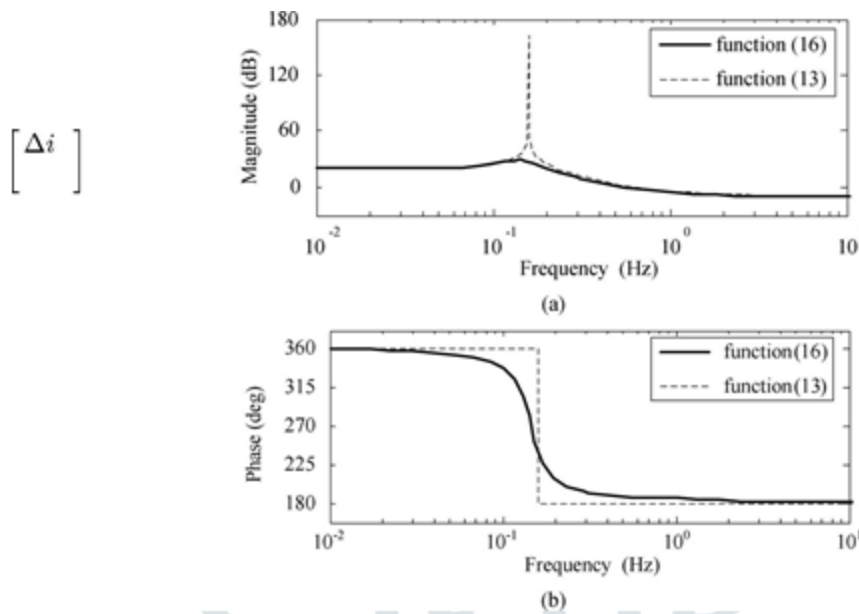 180
120
60
0
Magnitude (dB)
function (16)
function (13)
[Δi]
10^-2
10^-1
10^0
10
Frequency (Hz)
(a)
360
315
270
225
180
Phase (deg)
function(16)
function(13)
10^-2
10^-1
10^0
10^1
Frequency (Hz)
(b)